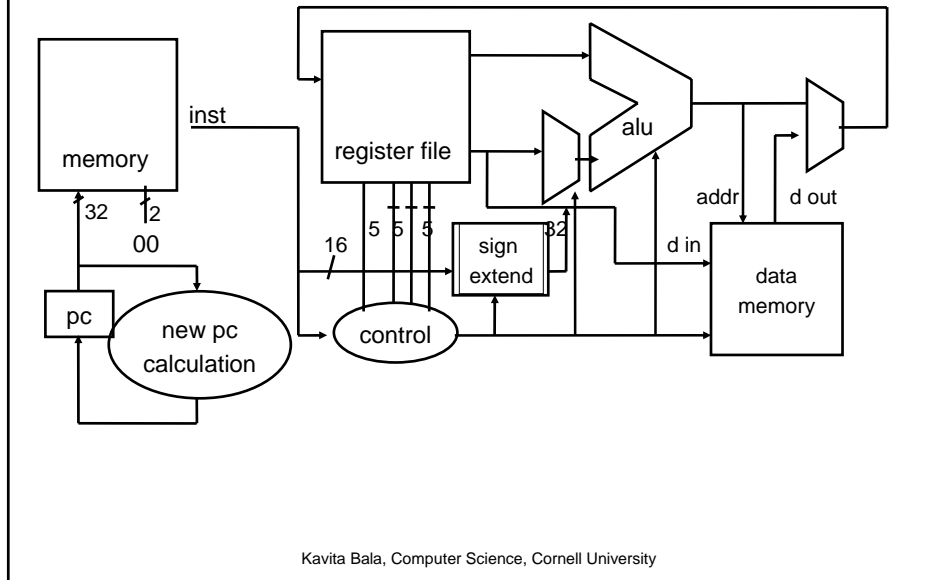 memory
inst
32
2
00
pc
new pc
calculation
register file
5
5
5
16
control
sign
extend
32
alu
addr
d out
d in
data
memory
Kavita Bala, Computer Science, Cornell University